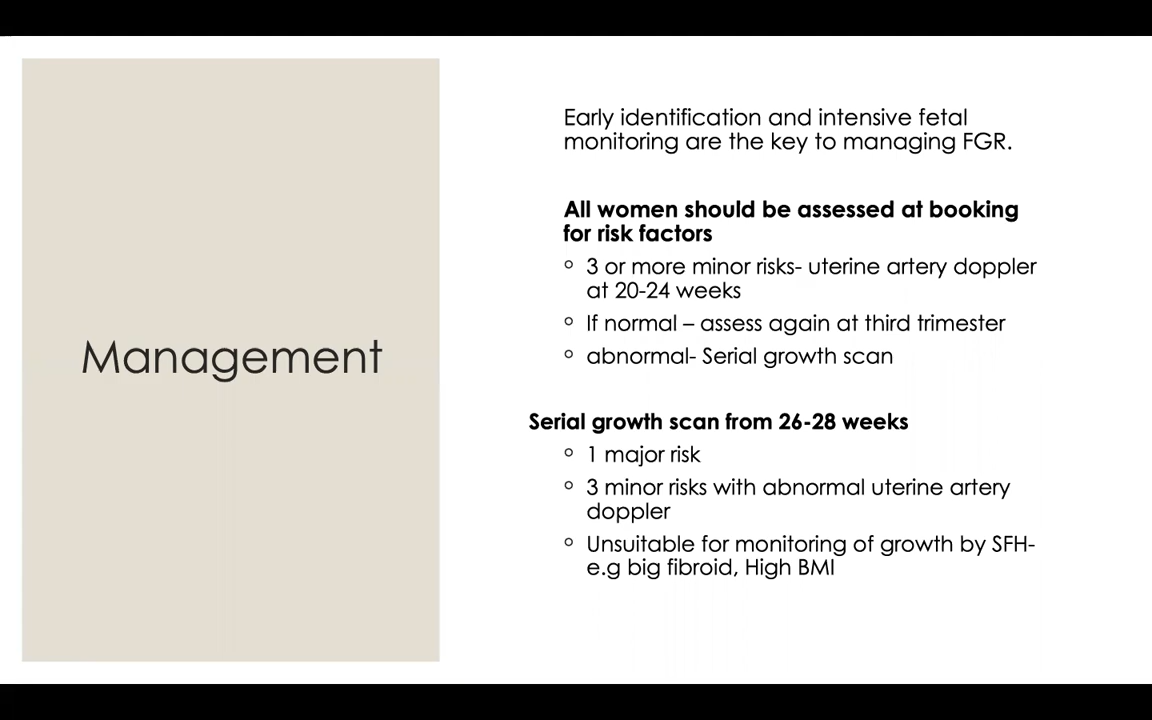 Management
Early identification and intensive fetal
monitoring are the key to managing FGR.
All women should be assessed at booking
for risk factors
◦ 3 or more minor risks- uterine artery doppler
at 20-24 weeks
◦ If normal – assess again at third trimester
◦ abnormal- Serial growth scan
Serial growth scan from 26-28 weeks
◦ 1 major risk
◦ 3 minor risks with abnormal uterine artery
doppler
◦ Unsuitable for monitoring of growth by SFH-
e.g big fibroid, High BMI